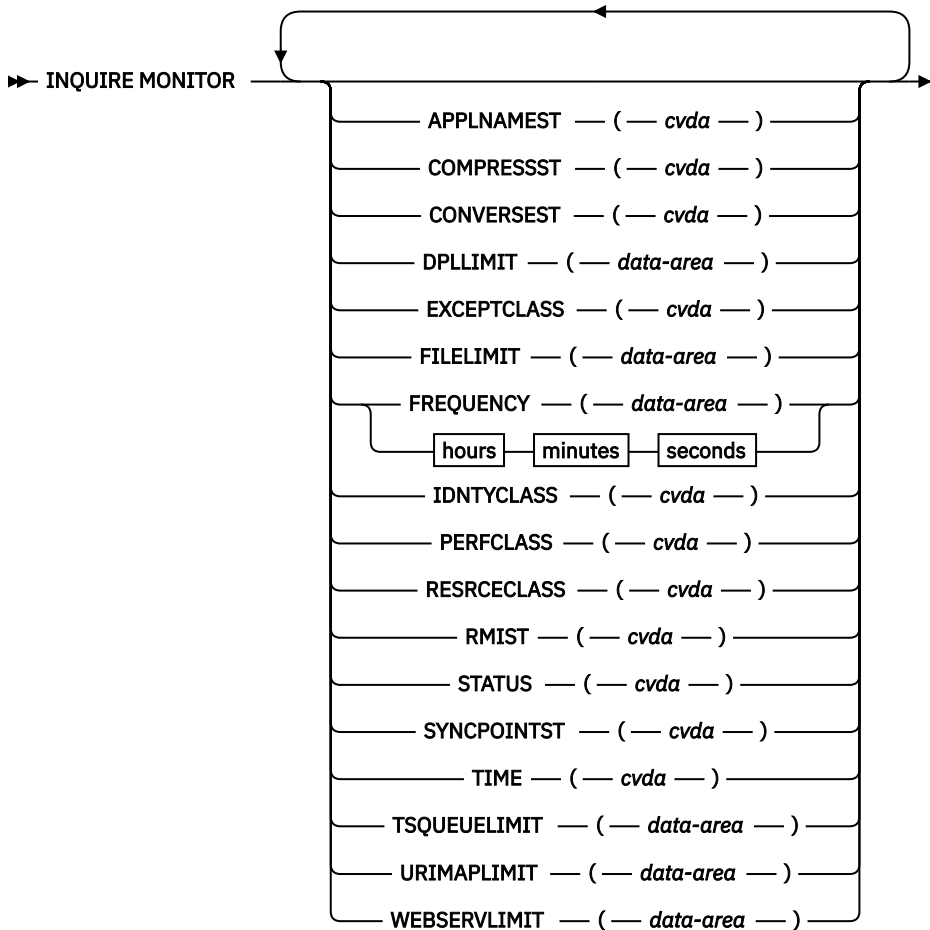 INQUIRE MONITOR
APPLNAMEST ( cvda )
COMPRESSST ( cvda )
CONVERSEST ( cvda )
DPLLIMIT ( data-area )
EXCEPTCLASS ( cvda )
FILELIMIT ( data-area )
FREQUENCY ( data-area )
hours minutes seconds
IDNTYCLASS ( cvda )
PERFCLASS ( cvda )
RESRCECLASS ( cvda )
RMIST ( cvda )
STATUS ( cvda )
SYNCPOINTST ( cvda )
TIME ( cvda )
TSQUEUELIMIT ( data-area )
URIMAPLIMIT ( data-area )
WEBSERVLIMIT ( data-area )